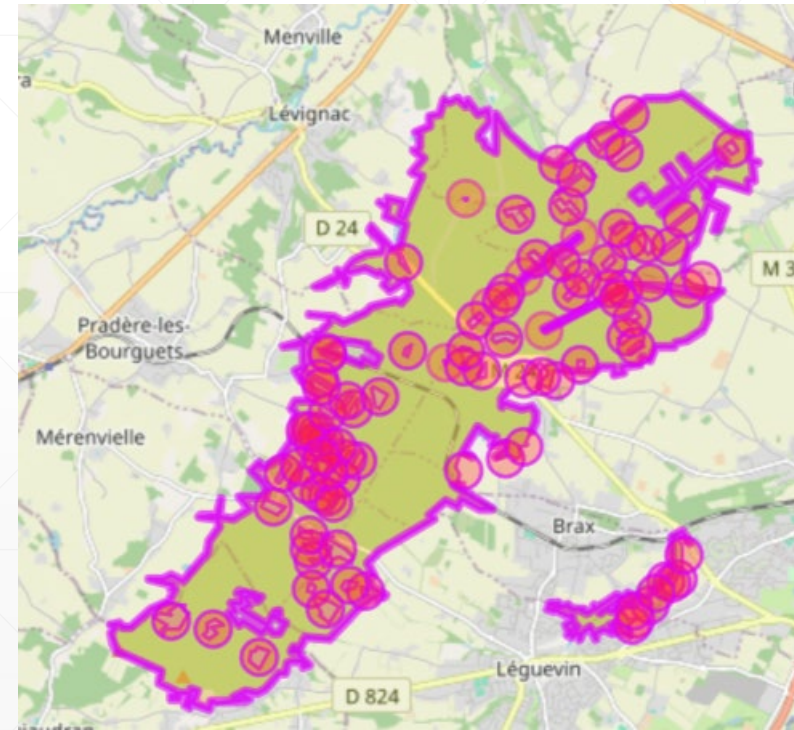 Menville
Lévignac
D 24
M 3
Pradère-les-
Bourguets
Mérenvielle
Brax
Léguevin
D 824